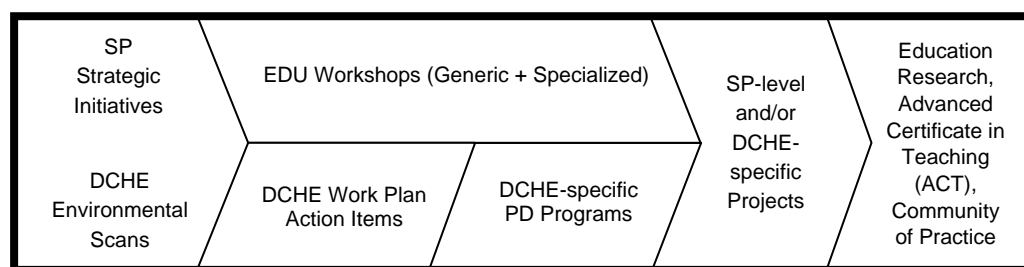 SP
Strategic
Initiatives
DCHE
Environmental
Scans
EDU Workshops (Generic + Specialized)
DCHE Work Plan
Action Items
DCHE-specific
PD Programs
SP-level
and/or
DCHE-
specific
Projects
Education
Research,
Advanced
Certificate in
Teaching
(ACT),
Community
of Practice